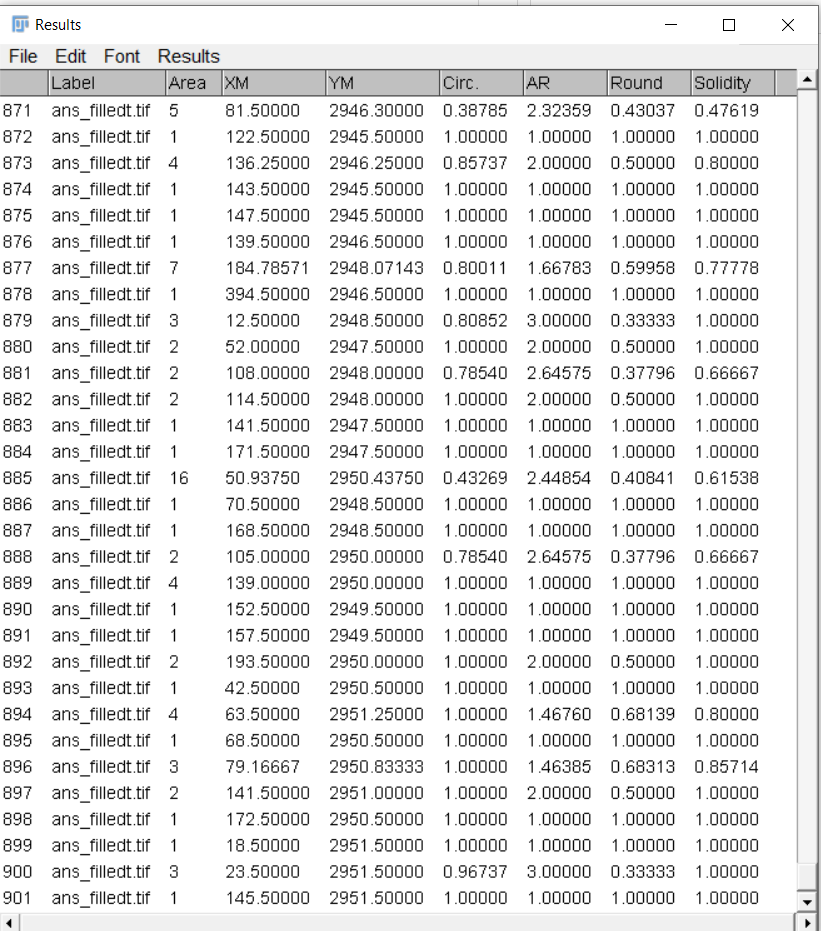 Results
File Edit Font Results
Label Area XM YM Circ. AR Round Solidity
871 ans_filledt.tif 5 81.50000 2946.30000 0.38785 2.32359 0.43037 0.47619
872 ans_filledt.tif 1 122.50000 2945.50000 1.00000 1.00000 1.00000 1.00000
873 ans_filledt.tif 4 136.25000 2946.25000 0.85737 2.00000 0.50000 0.80000
874 ans_filledt.tif 1 143.50000 2945.50000 1.00000 1.00000 1.00000 1.00000
875 ans_filledt.tif 1 147.50000 2945.50000 1.00000 1.00000 1.00000 1.00000
876 ans_filledt.tif 1 139.50000 2946.50000 1.00000 1.00000 1.00000 1.00000
877 ans_filledt.tif 7 184.78571 2948.07143 0.80011 1.66783 0.59958 0.77778
878 ans_filledt.tif 1 394.50000 2946.50000 1.00000 1.00000 1.00000 1.00000
879 ans_filledt.tif 3 12.50000 2948.50000 0.80852 3.00000 0.33333 1.00000
880 ans_filledt.tif 2 52.00000 2947.50000 1.00000 2.00000 0.50000 1.00000
881 ans_filledt.tif 2 108.00000 2948.00000 0.78540 2.64575 0.37796 0.66667
882 ans_filledt.tif 2 114.50000 2948.00000 1.00000 2.00000 0.50000 1.00000
883 ans_filledt.tif 1 141.50000 2947.50000 1.00000 1.00000 1.00000 1.00000
884 ans_filledt.tif 1 171.50000 2947.50000 1.00000 1.00000 1.00000 1.00000
885 ans_filledt.tif 16 50.93750 2950.43750 0.43269 2.44854 0.40841 0.61538
886 ans_filledt.tif 1 70.50000 2948.50000 1.00000 1.00000 1.00000 1.00000
887 ans_filledt.tif 1 168.50000 2948.50000 1.00000 1.00000 1.00000 1.00000
888 ans_filledt.tif 2 105.00000 2950.00000 0.78540 2.64575 0.37796 0.66667
889 ans_filledt.tif 4 139.00000 2950.00000 1.00000 1.00000 1.00000 1.00000
890 ans_filledt.tif 1 152.50000 2949.50000 1.00000 1.00000 1.00000 1.00000
891 ans_filledt.tif 1 157.50000 2949.50000 1.00000 1.00000 1.00000 1.00000
892 ans_filledt.tif 2 193.50000 2950.00000 1.00000 2.00000 0.50000 1.00000
893 ans_filledt.tif 1 42.50000 2950.50000 1.00000 1.00000 1.00000 1.00000
894 ans_filledt.tif 4 63.50000 2951.25000 1.00000 1.46760 0.68139 0.80000
895 ans_filledt.tif 1 68.50000 2950.50000 1.00000 1.00000 1.00000 1.00000
896 ans_filledt.tif 3 79.16667 2950.83333 1.00000 1.46385 0.68313 0.85714
897 ans_filledt.tif 2 141.50000 2951.00000 1.00000 2.00000 0.50000 1.00000
898 ans_filledt.tif 1 172.50000 2950.50000 1.00000 1.00000 1.00000 1.00000
899 ans_filledt.tif 1 18.50000 2951.50000 1.00000 1.00000 1.00000 1.00000
900 ans_filledt.tif 3 23.50000 2951.50000 0.96737 3.00000 0.33333 1.00000
901 ans_filledt.tif 1 145.50000 2951.50000 1.00000 1.00000 1.00000 1.00000